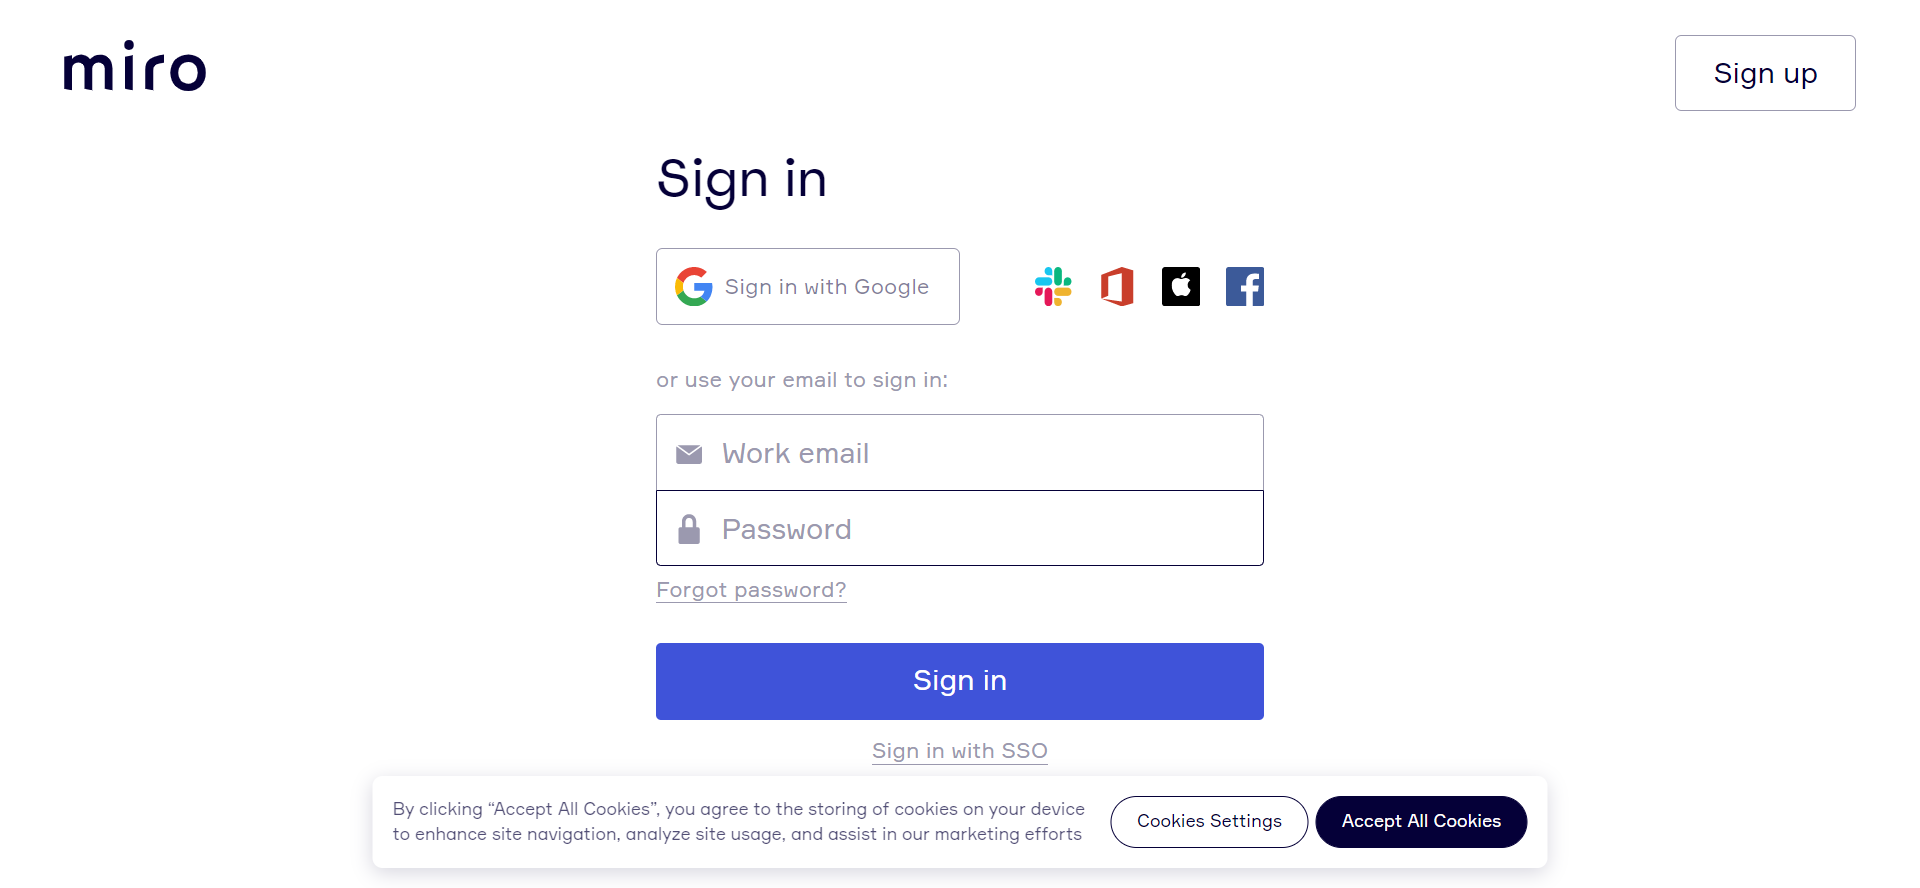 miro
Sign up
Sign in
Sign in with Google
or use your email to sign in:
Work email
Password
Forgot password?
Sign in
Sign in with SSO
By clicking “Accept All Cookies”, you agree to the storing of cookies on your device
to enhance site navigation, analyze site usage, and assist in our marketing efforts
Cookies Settings
Accept All Cookies